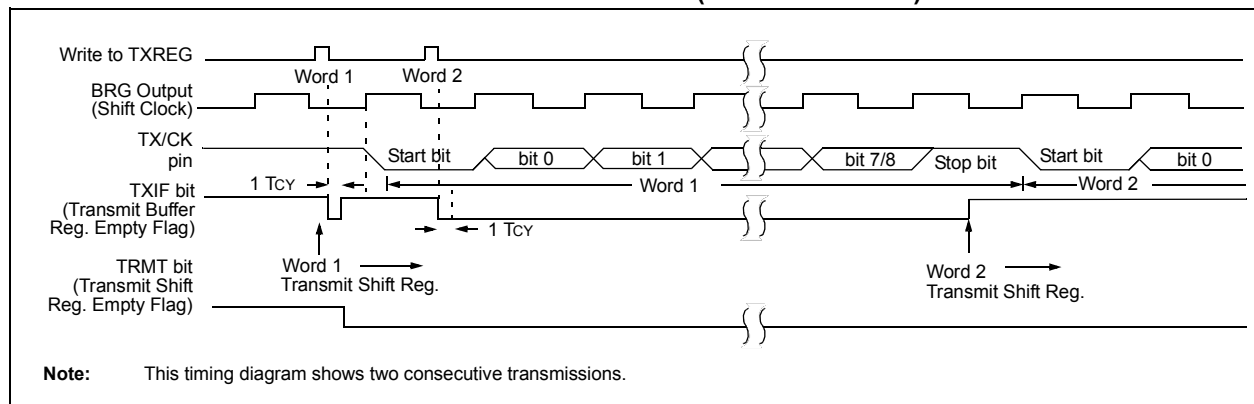 Write to TXREG
Word 1
Word 2
BRG Output
(Shift Clock)
TX/CK
pin
Start bit
bit 0
bit 1
bit 7/8
Stop bit
Start bit
bit 0
1 TCY
Word 1
Word 2
TXIF bit
(Transmit Buffer
Reg. Empty Flag)
1 TCY
Word 1
Transmit Shift Reg.
Word 2
Transmit Shift Reg.
TRMT bit
(Transmit Shift
Reg. Empty Flag)
Note: This timing diagram shows two consecutive transmissions.